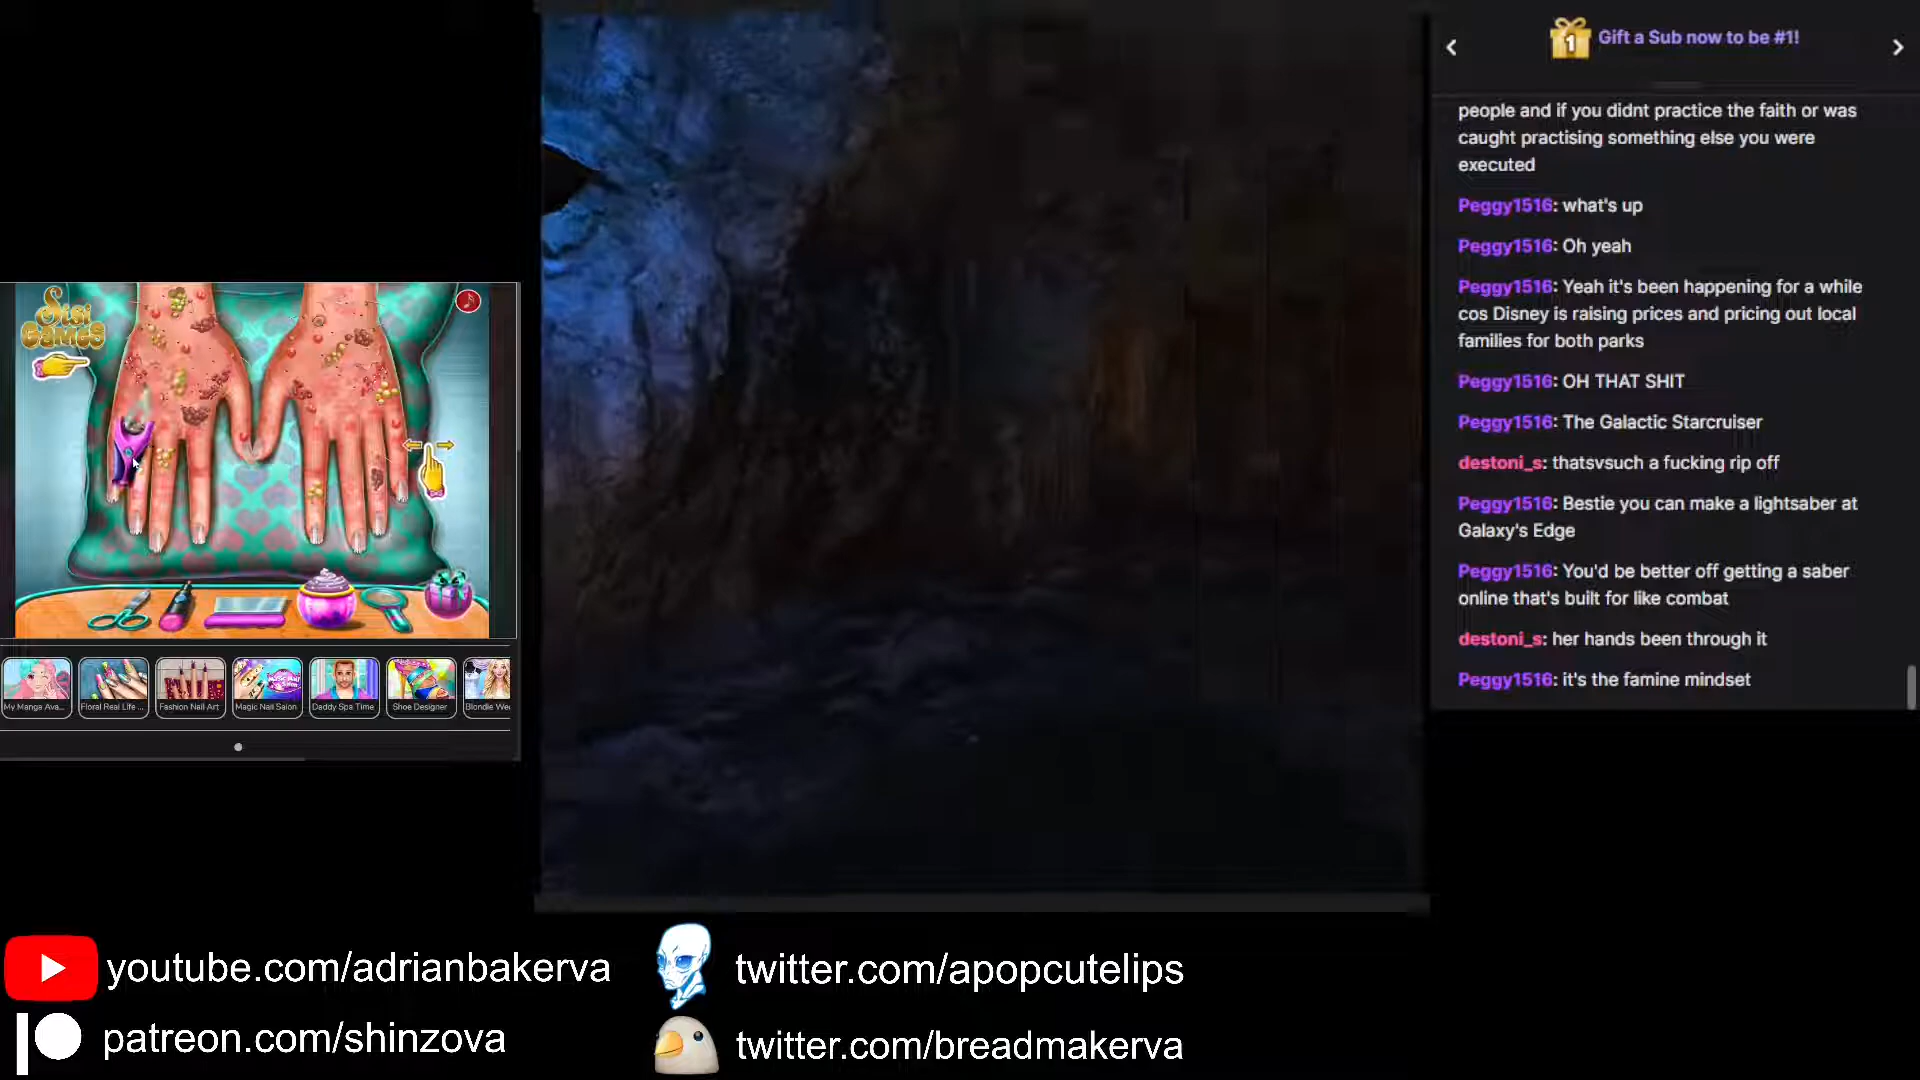 Gift a Sub now to be #1!
1
people and if you didnt practice the faith or was
caught practising something else you were
executed
Peggy1516: what's up
Peggy1516: Oh yeah
Peggy1516: Yeah it's been happening for a while
cos Disney is raising prices and pricing out local
families for both parks
Peggy1516: OH THAT SHIT
Peggy1516: The Galactic Starcruiser
destoni_s: thatsvsuch a fucking rip off
Peggy1516: Bestie you can make a lightsaber at
Galaxy's Edge
Peggy1516: You'd be better off getting a saber
online that's built for like combat
destoni_s: her hands been through it
Peggy1516: it's the famine mindset
Sisi
GAMES
My Manga Ava...
Floral Real Life ...
Fashion Nail Art
Magic Nail Salon
Daddy Spa Time
Shoe Designer
Blondie We
youtube.com/adrianbakerva
twitter.com/apopcutelips
patreon.com/shinzova
twitter.com/breadmakerva